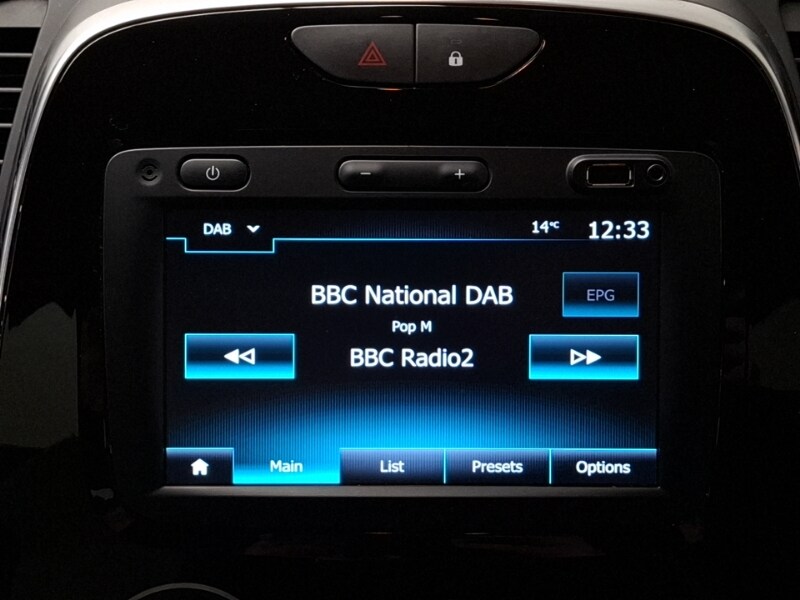 − +
DAB 14°C 12:33
BBC National DAB
EPG
Pop M
BBC Radio2
Main List Presets Options